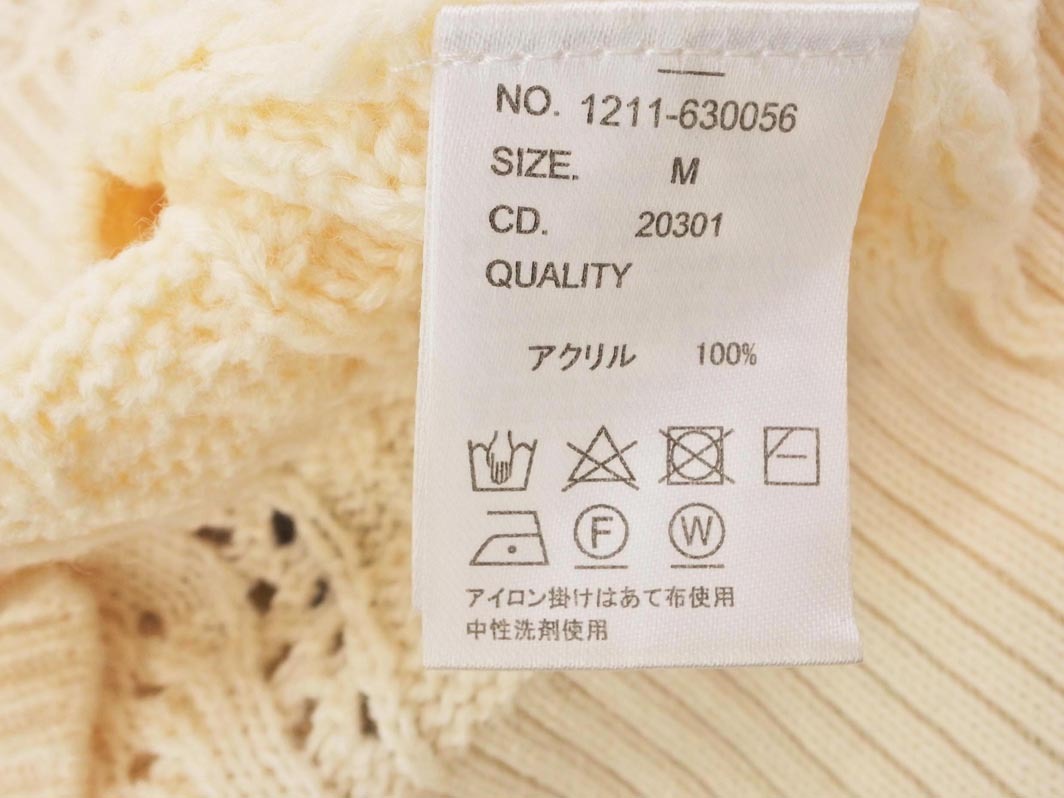 NO. 1211-630056
SIZE. M
CD. 20301
QUALITY
アクリル 100%
F W
アイロン掛けはあて布使用
中性洗剤使用